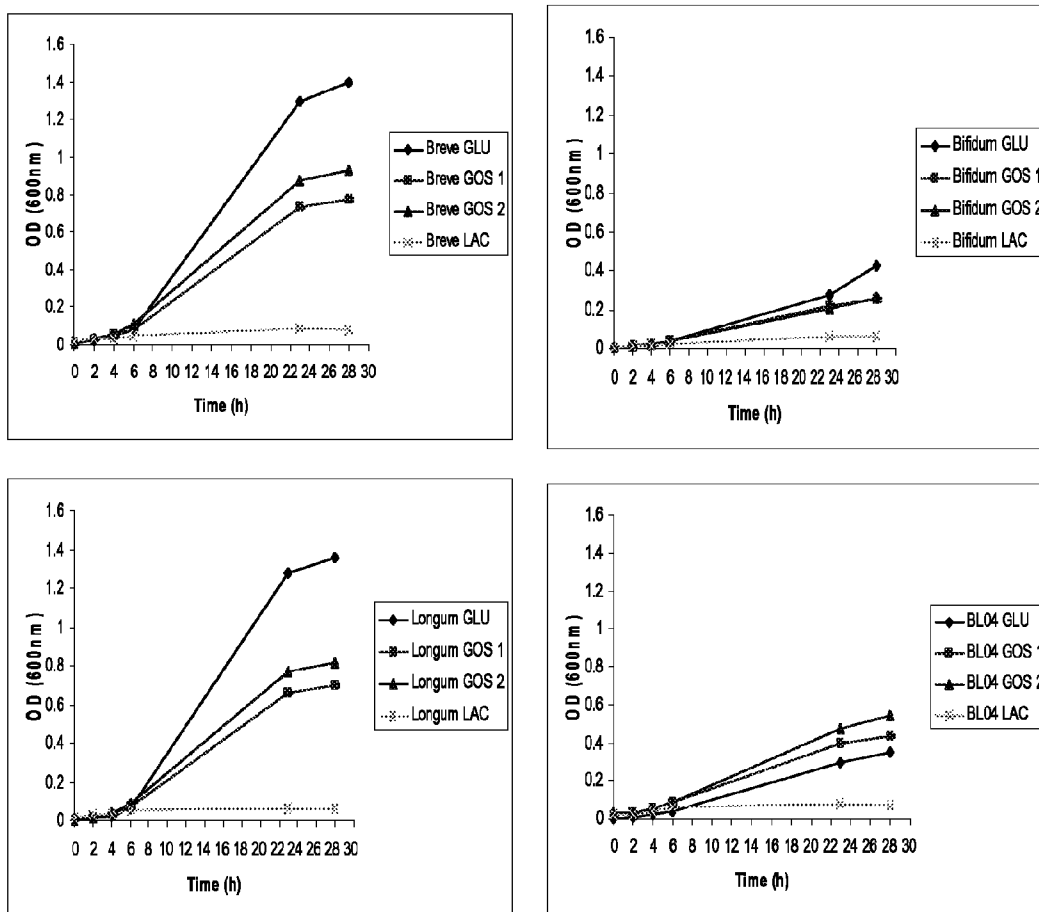 1.6
1.4
1.2
1
0.8
0.6
0.4
0.2
0
OD (600nm)
0 2 4 6 8 10 12 14 16 18 20 22 24 26 28 30
Time (h)
Breve GLU
Breve GOS 1
Breve GOS 2
Breve LAC
1.6
1.4
1.2
1
0.8
0.6
0.4
0.2
0
OD (600nm)
0 2 4 6 8 10 12 14 16 18 20 22 24 26 28 30
Time (h)
Bifidum GLU
Bifidum GOS 1
Bifidum GOS 2
Bifidum LAC
1.6
1.4
1.2
1
0.8
0.6
0.4
0.2
0
OD (600nm)
0 2 4 6 8 10 12 14 16 18 20 22 24 26 28 30
Time (h)
Longum GLU
Longum GOS 1
Longum GOS 2
Longum LAC
1.6
1.4
1.2
1
0.8
0.6
0.4
0.2
0
OD (600nm)
0 2 4 6 8 10 12 14 16 18 20 22 24 26 28 30
Time (h)
BL04 GLU
BL04 GOS 1
BL04 GOS 2
BL04 LAC